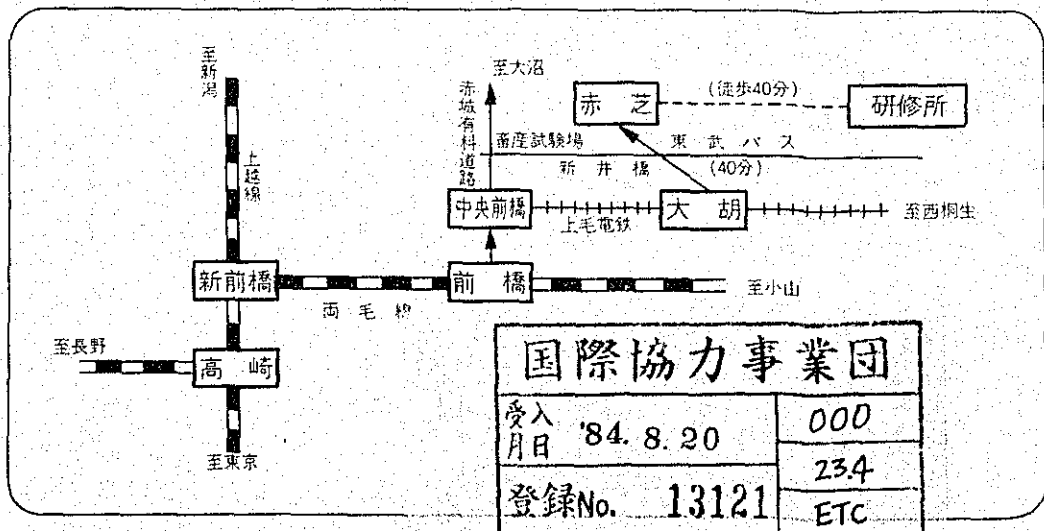 至新潟
上越線
至大沼
赤城有料道路
赤芝
(徒歩40分)
研修所
畜産試験場
東武バス
新井橋
(40分)
中央前橋
上毛電鉄
大胡
至西桐生
新前橋
両毛線
前橋
至小山
至長野
高崎
至東京
国際協力事業団
受入月日 '84. 8. 20
000
23.4
登録No. 13121
ETC